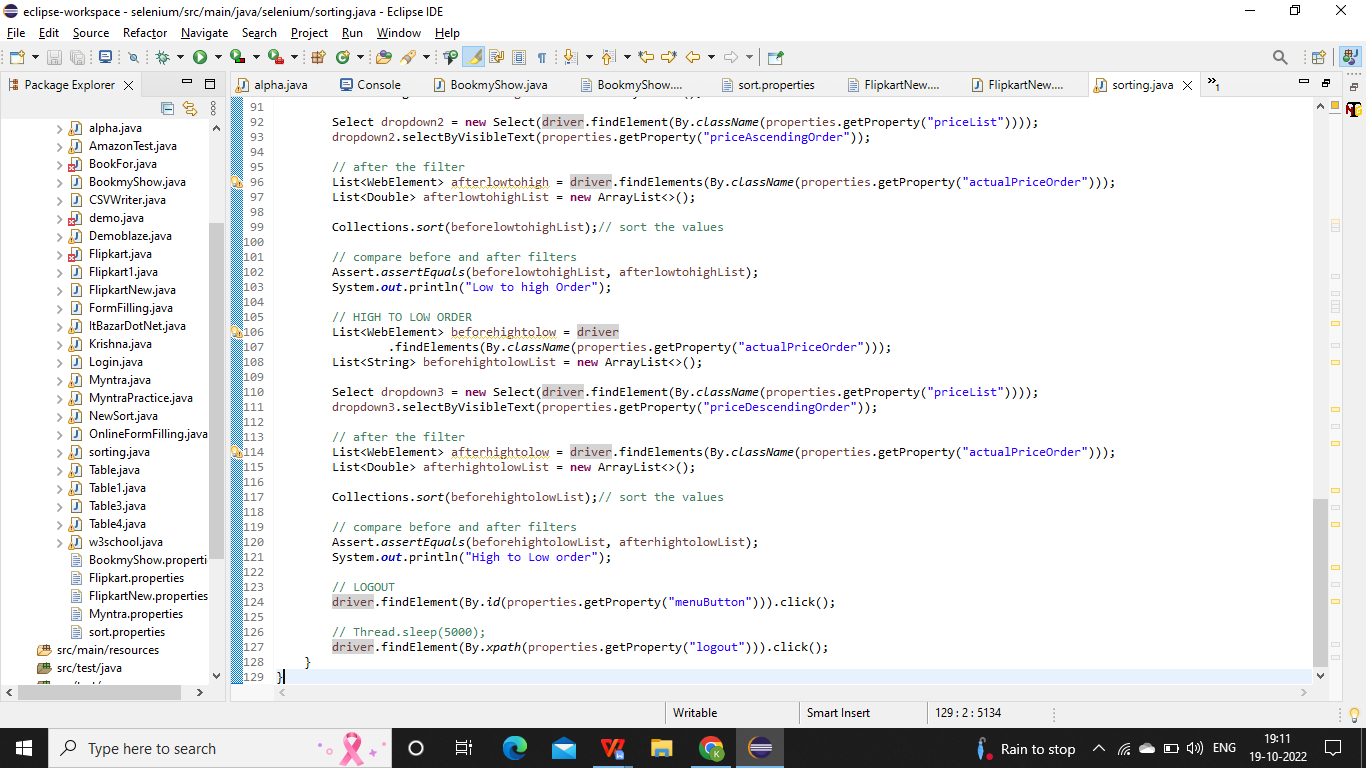 eclipse-workspace - selenium/src/main/java/selenium/sorting.java - Eclipse IDE
File Edit Source Refactor Navigate Search Project Run Window Help
Package Explorer
alpha.java
Console
BookmyShow.java
BookmyShow....
sort.properties
FlipkartNew....
FlipkartNew....
sorting.java
1
alpha.java
AmazonTest.java
BookFor.java
BookmyShow.java
CSVWriter.java
demo.java
Demoblaze.java
Flipkart.java
Flipkart1.java
FlipkartNew.java
FormFilling.java
ItBazarDotNet.java
Krishna.java
Login.java
Myntra.java
MyntraPractice.java
NewSort.java
OnlineFormFilling.java
sorting.java
Table.java
Table1.java
Table3.java
Table4.java
w3school.java
BookmyShow.properti
Flipkart.properties
FlipkartNew.properties
Myntra.properties
sort.properties
src/main/resources
src/test/java
91
92 Select dropdown2 = new Select(driver.findElement(By.className(properties.getProperty("priceList"))));
93 dropdown2.selectByVisibleText(properties.getProperty("priceAscendingOrder"));
94
95 // after the filter
96 List<WebElement> afterlowtohigh = driver.findElements(By.className(properties.getProperty("actualPriceOrder")));
97 List<Double> afterlowtohighList = new ArrayList<>();
98
99 Collections.sort(beforelowtohighList);// sort the values
100
101 // compare before and after filters
102 Assert.assertEquals(beforelowtohighList, afterlowtohighList);
103 System.out.println("Low to high Order");
104
105 // HIGH TO LOW ORDER
106 List<WebElement> beforehightolow = driver
107 .findElements(By.className(properties.getProperty("actualPriceOrder")));
108 List<String> beforehightolowList = new ArrayList<>();
109
110 Select dropdown3 = new Select(driver.findElement(By.className(properties.getProperty("priceList"))));
111 dropdown3.selectByVisibleText(properties.getProperty("priceDescendingOrder"));
112
113 // after the filter
114 List<WebElement> afterhightolow = driver.findElements(By.className(properties.getProperty("actualPriceOrder")));
115 List<Double> afterhightolowList = new ArrayList<>();
116
117 Collections.sort(beforehightolowList);// sort the values
118
119 // compare before and after filters
120 Assert.assertEquals(beforehightolowList, afterhightolowList);
121 System.out.println("High to Low order");
122
123 // LOGOUT
124 driver.findElement(By.id(properties.getProperty("menuButton"))).click();
125
126 // Thread.sleep(5000);
127 driver.findElement(By.xpath(properties.getProperty("logout"))).click();
128 }
129 }
Writable
Smart Insert
129 : 2 : 5134
Type here to search
Rain to stop
ENG
19:11
19-10-2022